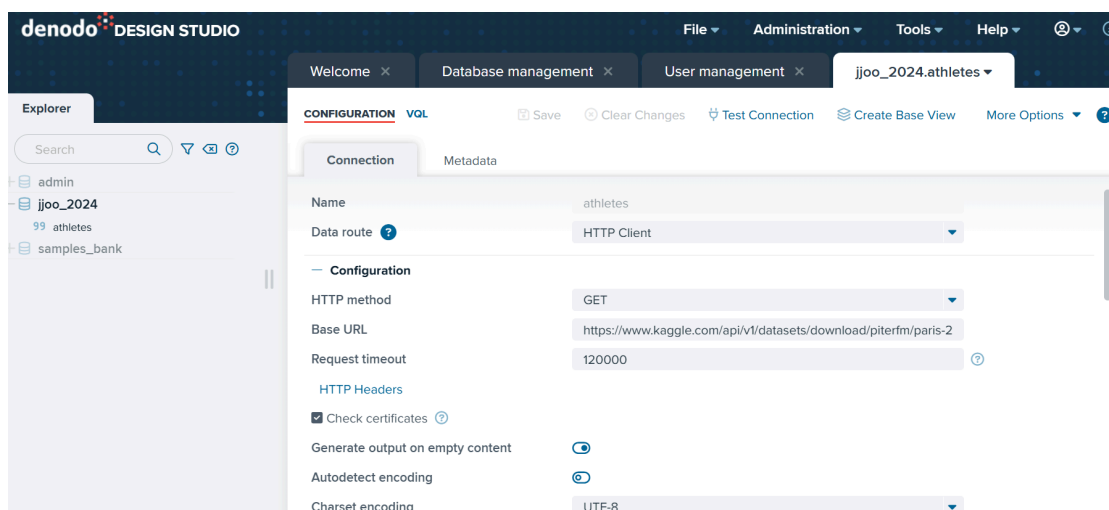 denodo DESIGN STUDIO
File Administration Tools Help
Welcome × Database management × User management × jjoo_2024.athletes
Explorer
CONFIGURATION VQL Save Clear Changes Test Connection Create Base View More Options ?
Search ?
Connection Metadata
admin
jjoo_2024
99 athletes
samples_bank
Name athletes
Data route ? HTTP Client
Configuration
HTTP method GET
Base URL https://www.kaggle.com/api/v1/datasets/download/piterfm/paris-2
Request timeout 120000 ?
HTTP Headers
Check certificates ?
Generate output on empty content
Autodetect encoding
Charset encoding UTF-8